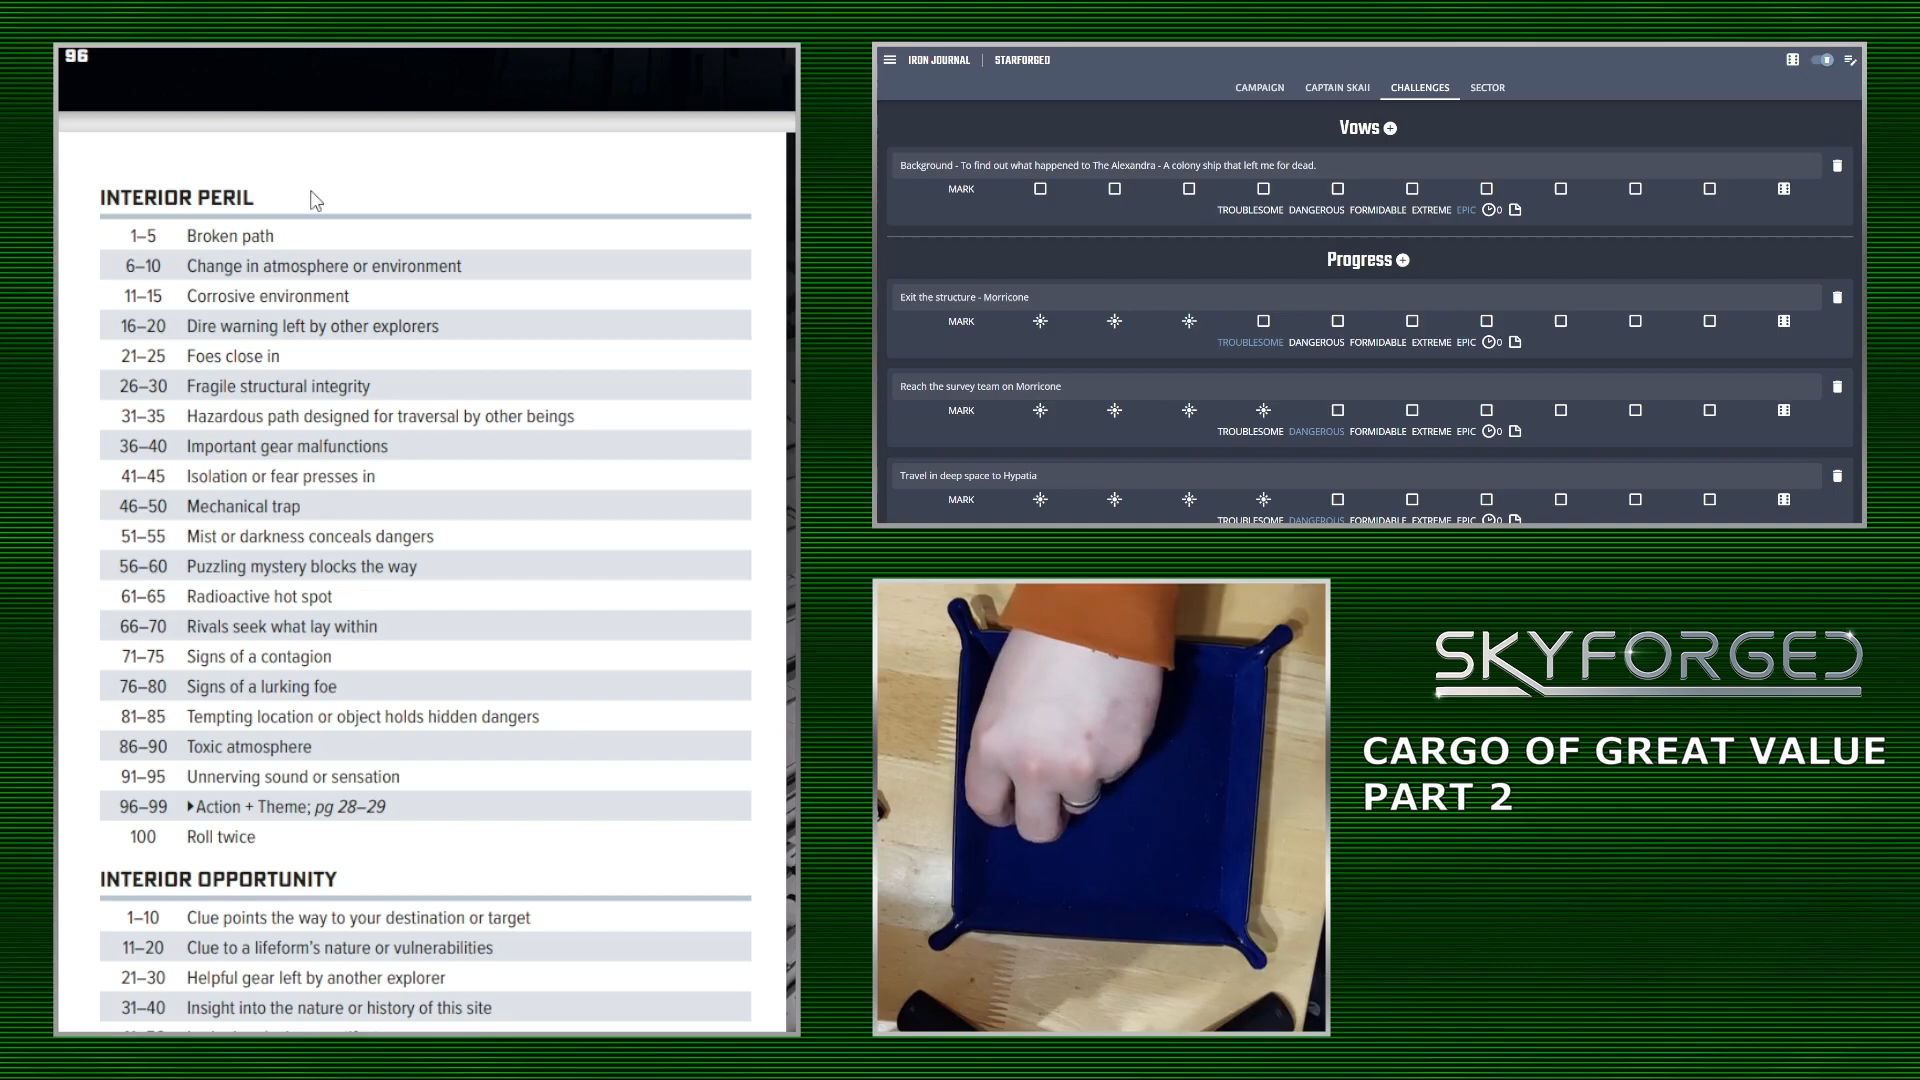 96
INTERIOR PERIL
1–5 Broken path
6–10 Change in atmosphere or environment
11–15 Corrosive environment
16–20 Dire warning left by other explorers
21–25 Foes close in
26–30 Fragile structural integrity
31–35 Hazardous path designed for traversal by other beings
36–40 Important gear malfunctions
41–45 Isolation or fear presses in
46–50 Mechanical trap
51–55 Mist or darkness conceals dangers
56–60 Puzzling mystery blocks the way
61–65 Radioactive hot spot
66–70 Rivals seek what lay within
71–75 Signs of a contagion
76–80 Signs of a lurking foe
81–85 Tempting location or object holds hidden dangers
86–90 Toxic atmosphere
91–95 Unnerving sound or sensation
96–99 Action + Theme; pg 28–29
100 Roll twice
INTERIOR OPPORTUNITY
1–10 Clue points the way to your destination or target
11–20 Clue to a lifeform's nature or vulnerabilities
21–30 Helpful gear left by another explorer
31–40 Insight into the nature or history of this site
IRON JOURNAL STARFORGED
CAMPAIGN CAPTAIN SKAII CHALLENGES SECTOR
Vows
Background - To find out what happened to The Alexandra - A colony ship that left me for dead.
MARK
TROUBLESOME DANGEROUS FORMIDABLE EXTREME EPIC 0
Progress
Exit the structure - Morricone
MARK
TROUBLESOME DANGEROUS FORMIDABLE EXTREME EPIC 0
Reach the survey team on Morricone
MARK
TROUBLESOME DANGEROUS FORMIDABLE EXTREME EPIC 0
Travel in deep space to Hypatia
MARK
TROUBLESOME DANGEROUS FORMIDABLE EXTREME EPIC 0
SKYFORGED
CARGO OF GREAT VALUE
PART 2